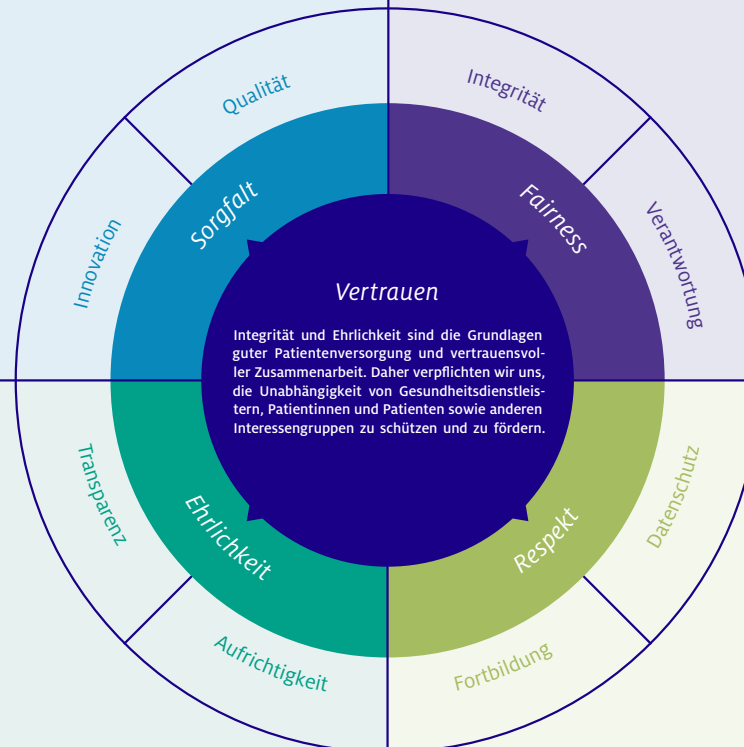 Qualität
Integrität
Innovation
Sorgfalt
Fairness
Verantwortung
Vertrauen
Integrität und Ehrlichkeit sind die Grundlagen
guter Patientenversorgung und vertrauensvol-
ler Zusammenarbeit. Daher verpflichten wir uns,
die Unabhängigkeit von Gesundheitsdienstleis-
tern, Patientinnen und Patienten sowie anderen
Interessengruppen zu schützen und zu fördern.
Transparenz
Ehrlichkeit
Respekt
Datenschutz
Aufrichtigkeit
Fortbildung